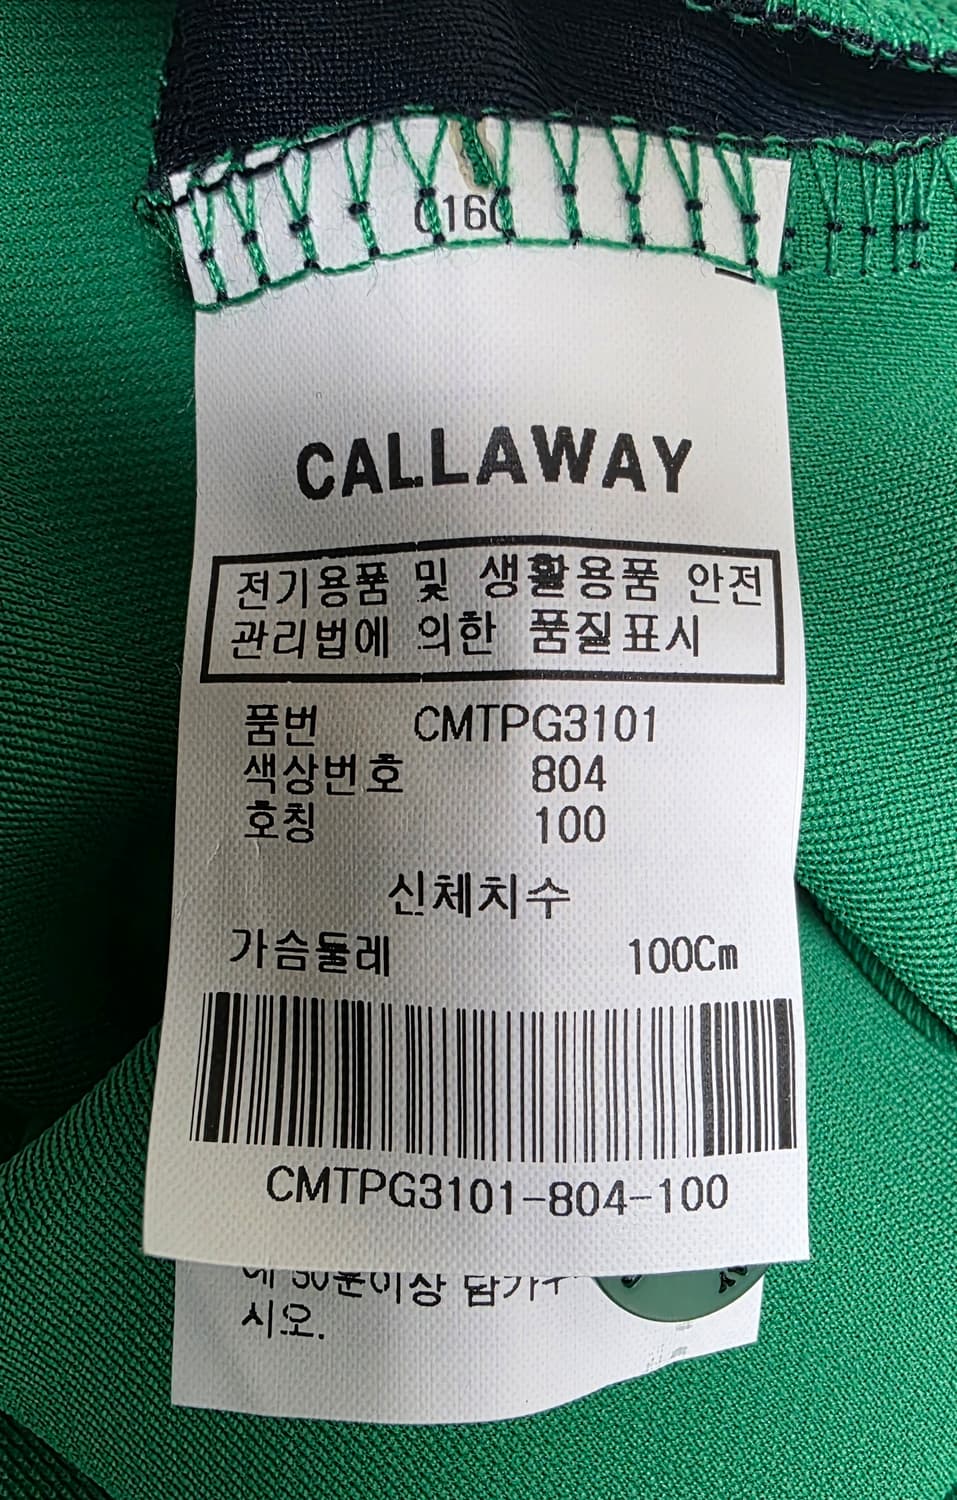 CALLAWAY
전기용품 및 생활용품 안전
관리법에 의한 품질표시
품번 CMTPG3101
색상번호 804
호칭 100
신체치수
가슴둘레 100Cm
CMTPG3101-804-100
이상
시오.